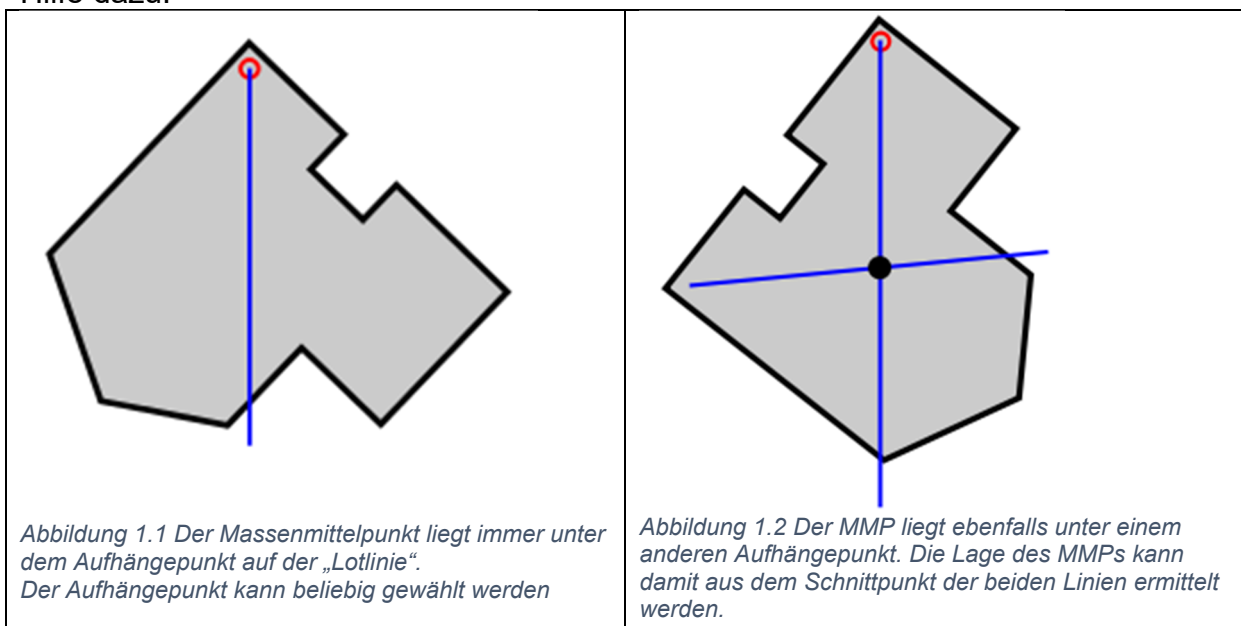 Hilfe dazu.
Abbildung 1.1 Der Massenmittelpunkt liegt immer unter
dem Aufhängepunkt auf der „Lotlinie“.
Der Aufhängepunkt kann beliebig gewählt werden
Abbildung 1.2 Der MMP liegt ebenfalls unter einem
anderen Aufhängepunkt. Die Lage des MMPs kann
damit aus dem Schnittpunkt der beiden Linien ermittelt
werden.